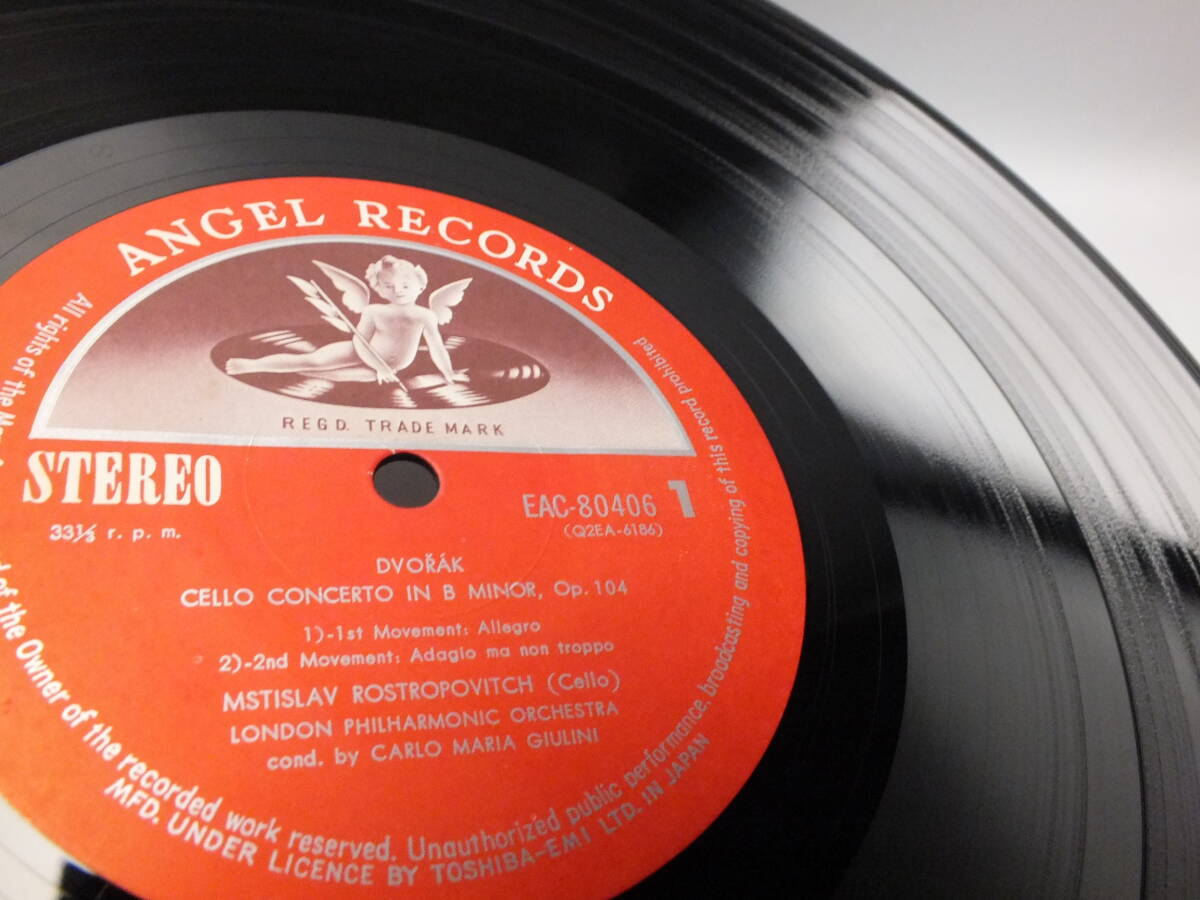 ANGEL RECORDS
REGD. TRADE MARK
STEREO
33⅓ r. p. m.
EAC-80406 1
(Q2EA-6186)
DVOŘÁK
CELLO CONCERTO IN B MINOR, Op. 104
1)-1st Movement: Allegro
2)-2nd Movement: Adagio ma non troppo
MSTISLAV ROSTROPOVITCH (Cello)
LONDON PHILHARMONIC ORCHESTRA
cond. by CARLO MARIA GIULINI
All rights of the
of the Owner of the recorded work reserved. Unauthorized public performance, broadcasting and copying of this record prohibited
MFD. UNDER LICENCE BY TOSHIBA-EMI LTD. IN JAPAN